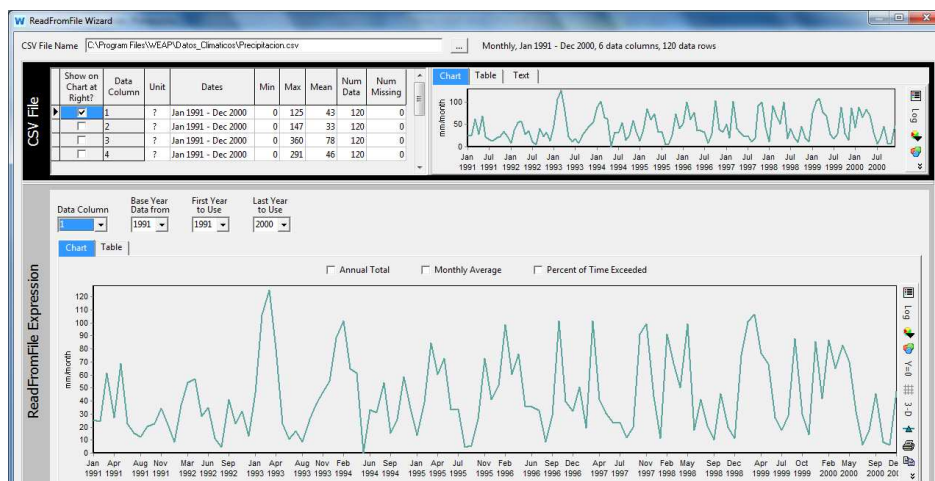 W ReadFromFile Wizard
CSV File Name C:\Program Files\WEAP\Datos_Climaticos\Precipitacion.csv ... Monthly, Jan 1991 - Dec 2000, 6 data columns, 120 data rows
CSV File
Show on Chart at Right? Data Column Unit Dates Min Max Mean Num Data Num Missing
1 ? Jan 1991 - Dec 2000 0 125 43 120 0
2 ? Jan 1991 - Dec 2000 0 147 33 120 0
3 ? Jan 1991 - Dec 2000 0 360 78 120 0
4 ? Jan 1991 - Dec 2000 0 291 46 120 0
Chart Table Text
mm/month
100
50
0
Jan Jul Jan Jul Jan Jul Jan Jul Jan Jul Jan Jul Jan Jul Jan Jul Jan Jul Jan Jul
1991 1991 1992 1992 1993 1993 1994 1994 1995 1995 1996 1996 1997 1997 1998 1998 1999 1999 2000 2000
Log
ReadFromFile Expression
Data Column Base Year Data from First Year to Use Last Year to Use
1 1991 1991 2000
Chart Table
Annual Total Monthly Average Percent of Time Exceeded
mm/month
120
110
100
90
80
70
60
50
40
30
20
10
0
Jan Apr Aug Nov Mar Jun Sep Jan Apr Aug Nov Feb Jun Sep Jan Apr Jul Nov Feb Jun Sep Dec Apr Jul Nov Feb May Sep Dec Apr Jul Oct Feb May Sep De
1991 1991 1991 1991 1992 1992 1992 1993 1993 1993 1993 1994 1994 1994 1995 1995 1995 1995 1996 1996 1996 1996 1997 1997 1997 1998 1998 1998 1998 1999 1999 1999 2000 2000 2000 200
Log
Y=0
3-D